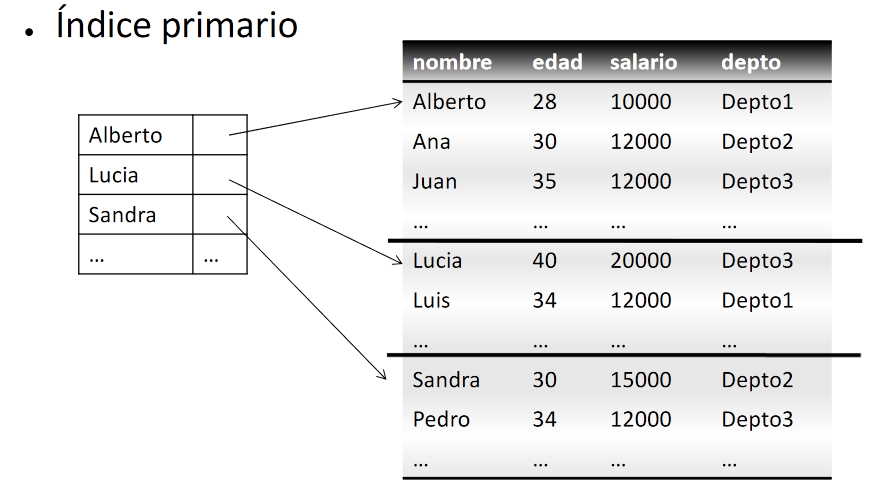 • Índice primario
Alberto
Lucia
Sandra
... ...
nombre edad salario depto
Alberto 28 10000 Depto1
Ana 30 12000 Depto2
Juan 35 12000 Depto3
... ... ... ...
Lucia 40 20000 Depto3
Luis 34 12000 Depto1
... ... ... ...
Sandra 30 15000 Depto2
Pedro 34 12000 Depto3
... ... ... ...